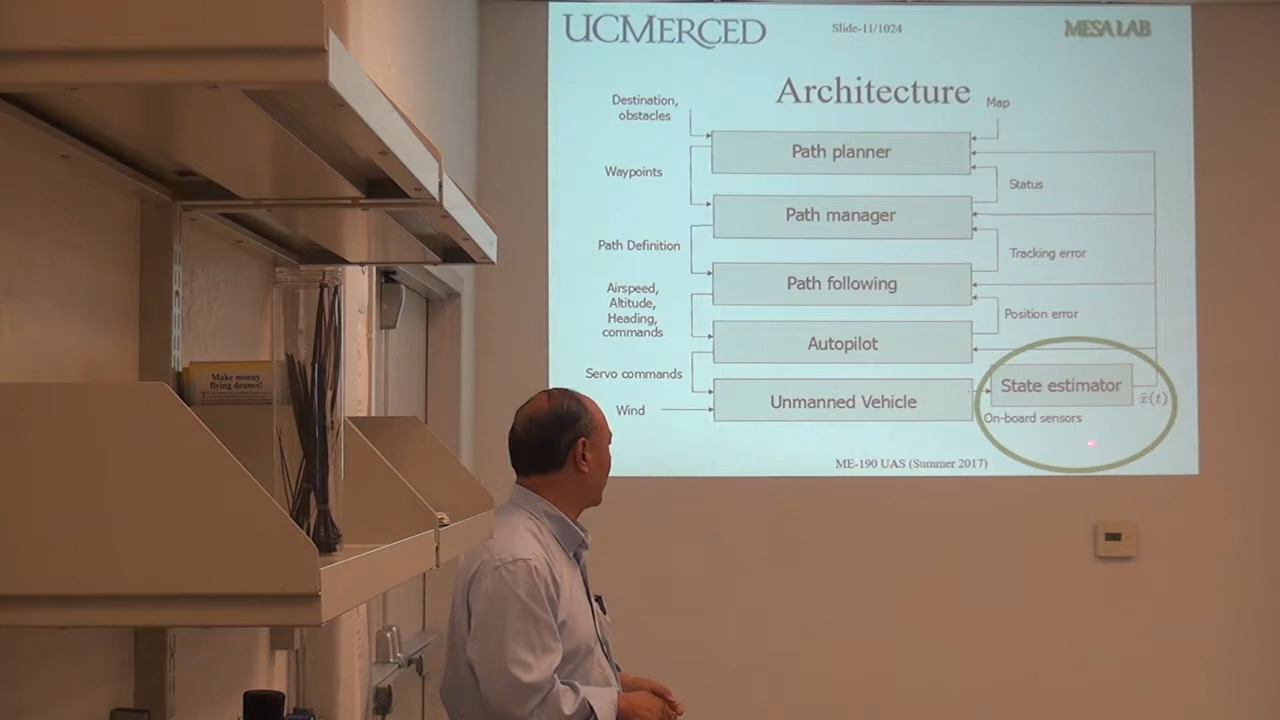 UCMERCED
Slide-11/1024
MESA LAB
Architecture
Destination,
obstacles
Map
Path planner
Waypoints
Status
Path manager
Path Definition
Tracking error
Path following
Airspeed,
Altitude,
Heading,
commands
Position error
Autopilot
Servo commands
State estimator
x̂(t)
Unmanned Vehicle
Wind
On-board sensors
ME-190 UAS (Summer 2017)
Make money
flying drones!